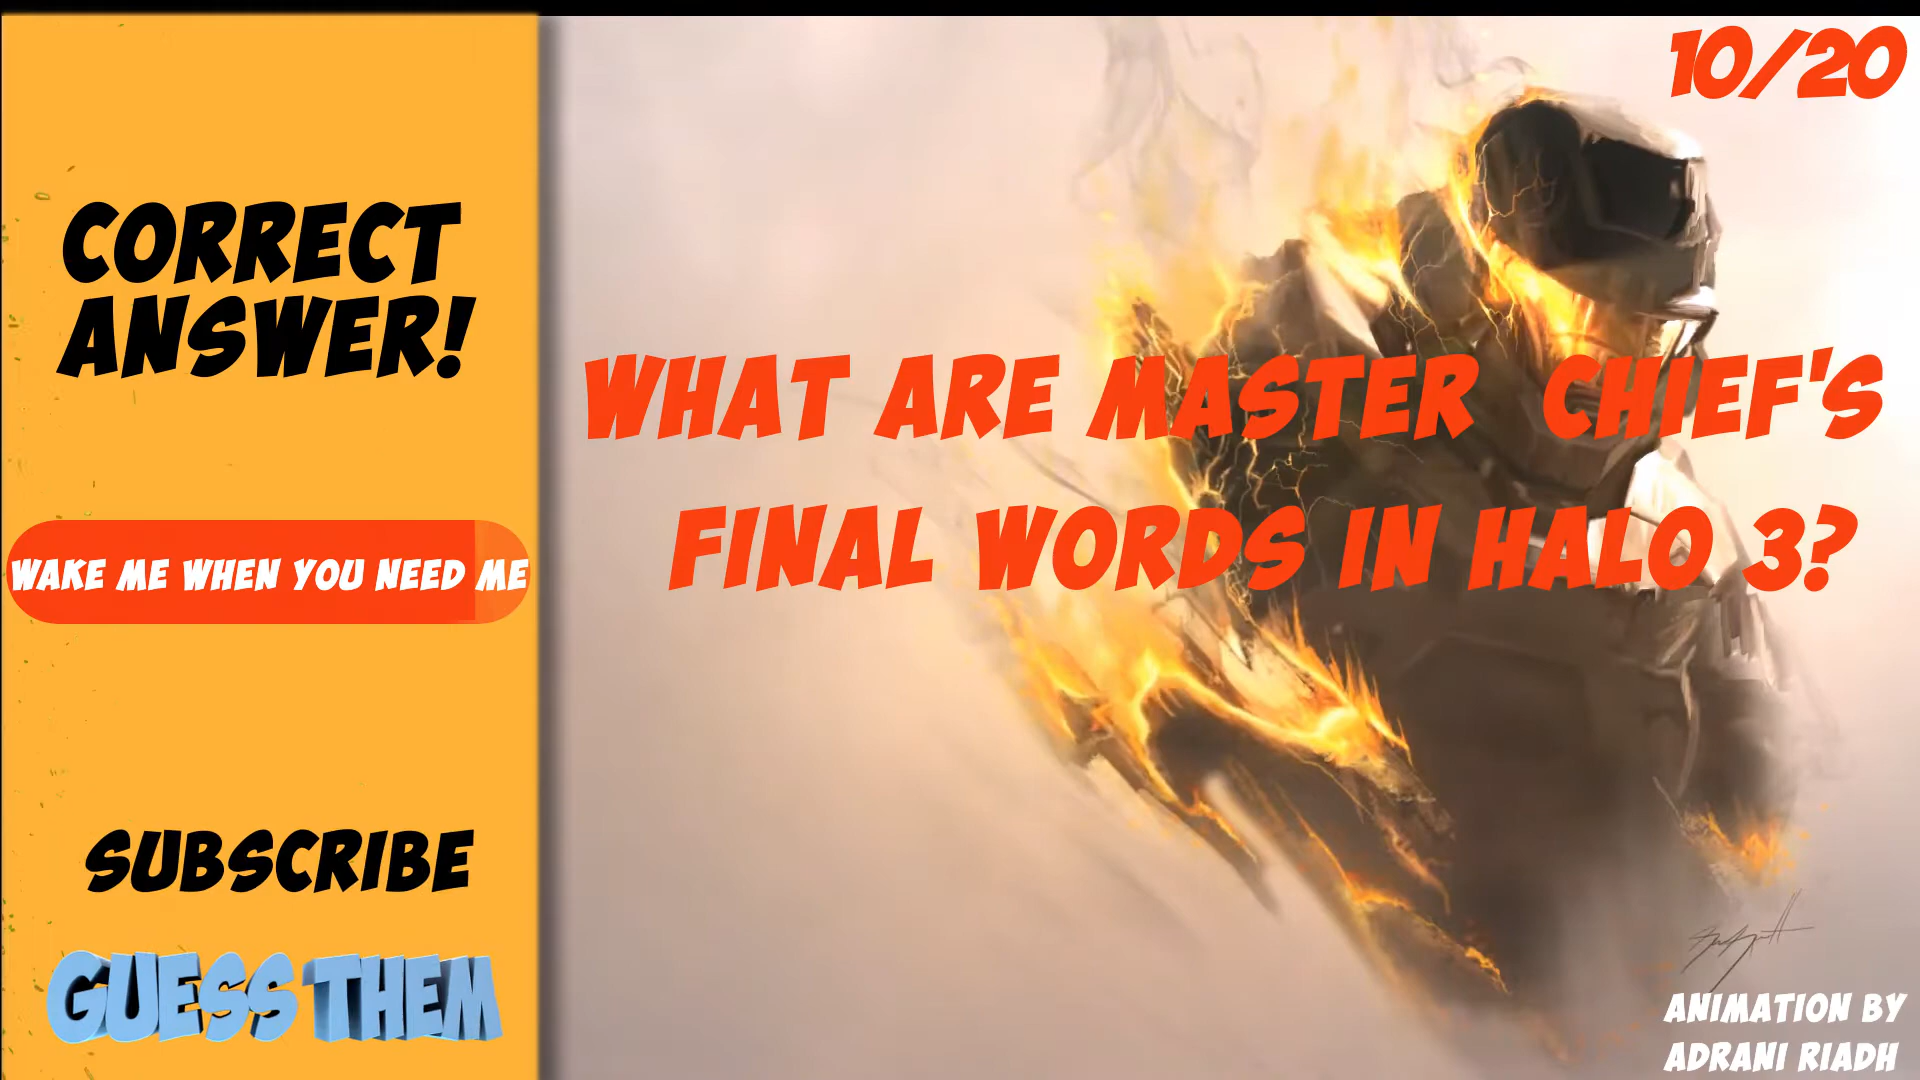 10/20
CORRECT
ANSWER!
WHAT ARE MASTER CHIEF'S
FINAL WORDS IN HALO 3?
WAKE ME WHEN YOU NEED ME
SUBSCRIBE
GUESS THEM
ANIMATION BY
ADRANI RIADH